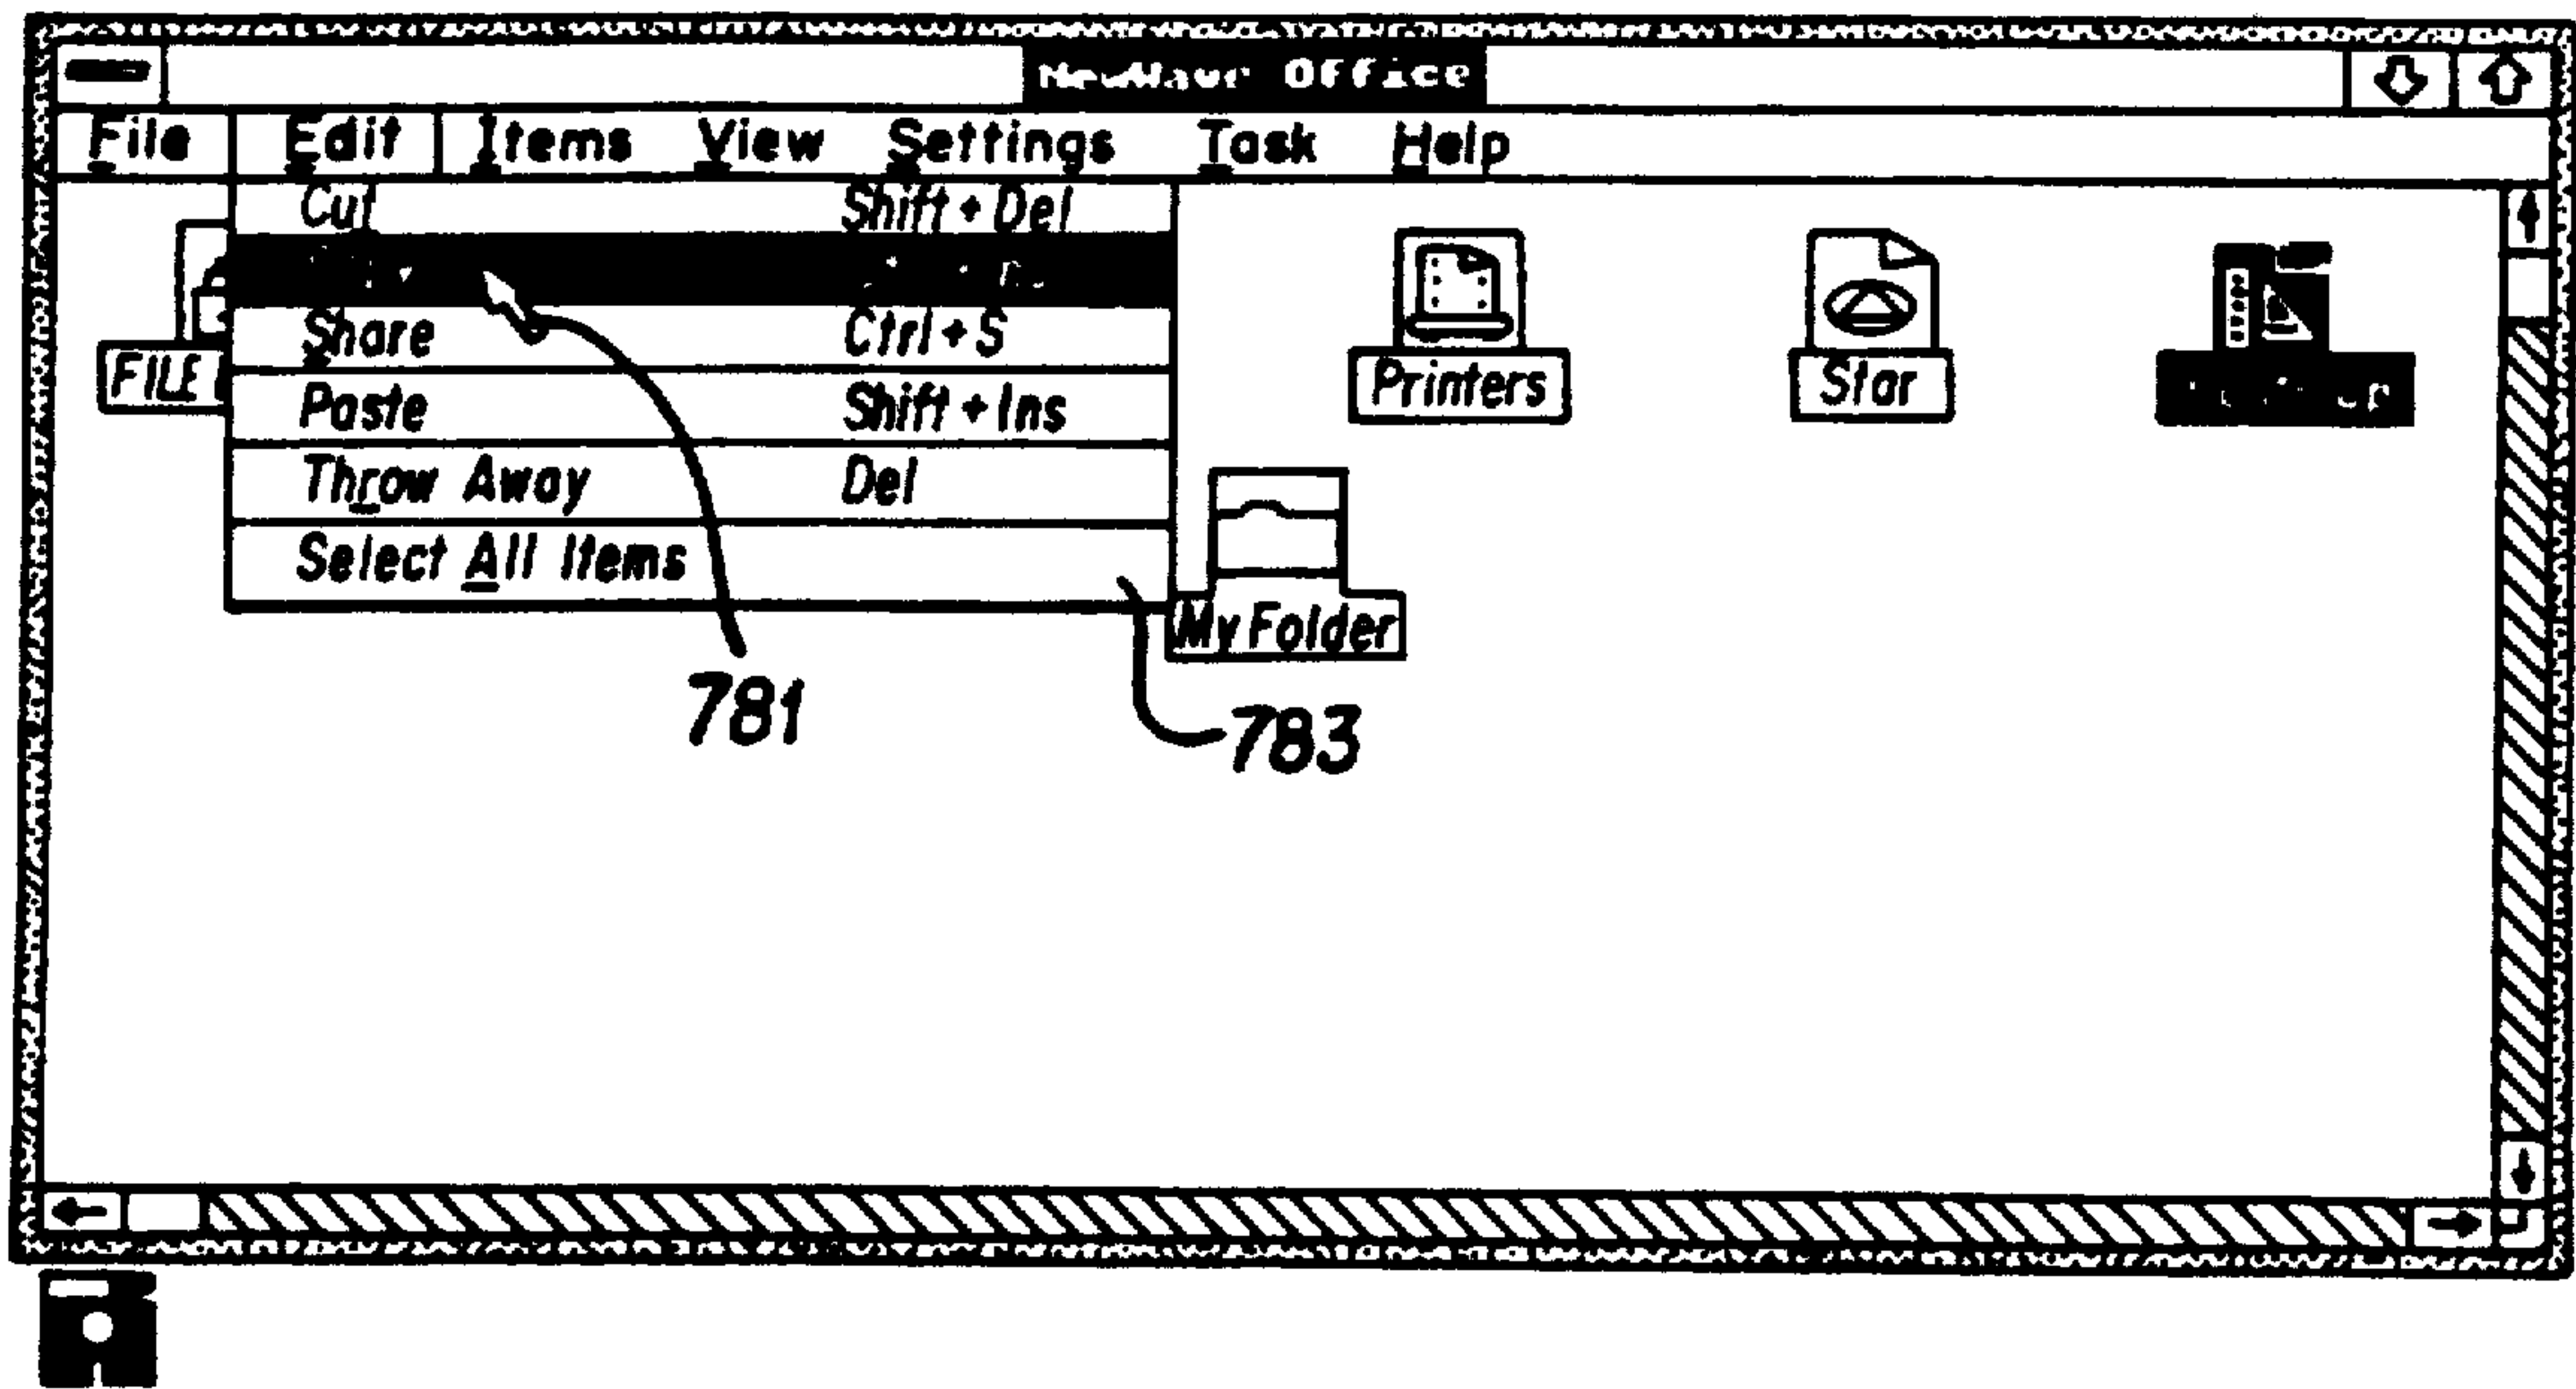 NewWave Office
File Edit Items View Settings Task Help
Cut Shift+Del
Share Ctrl+S
Paste Shift+Ins
Throw Away Del
Select All Items
FILE
Printers
Star
My Folder
781
783